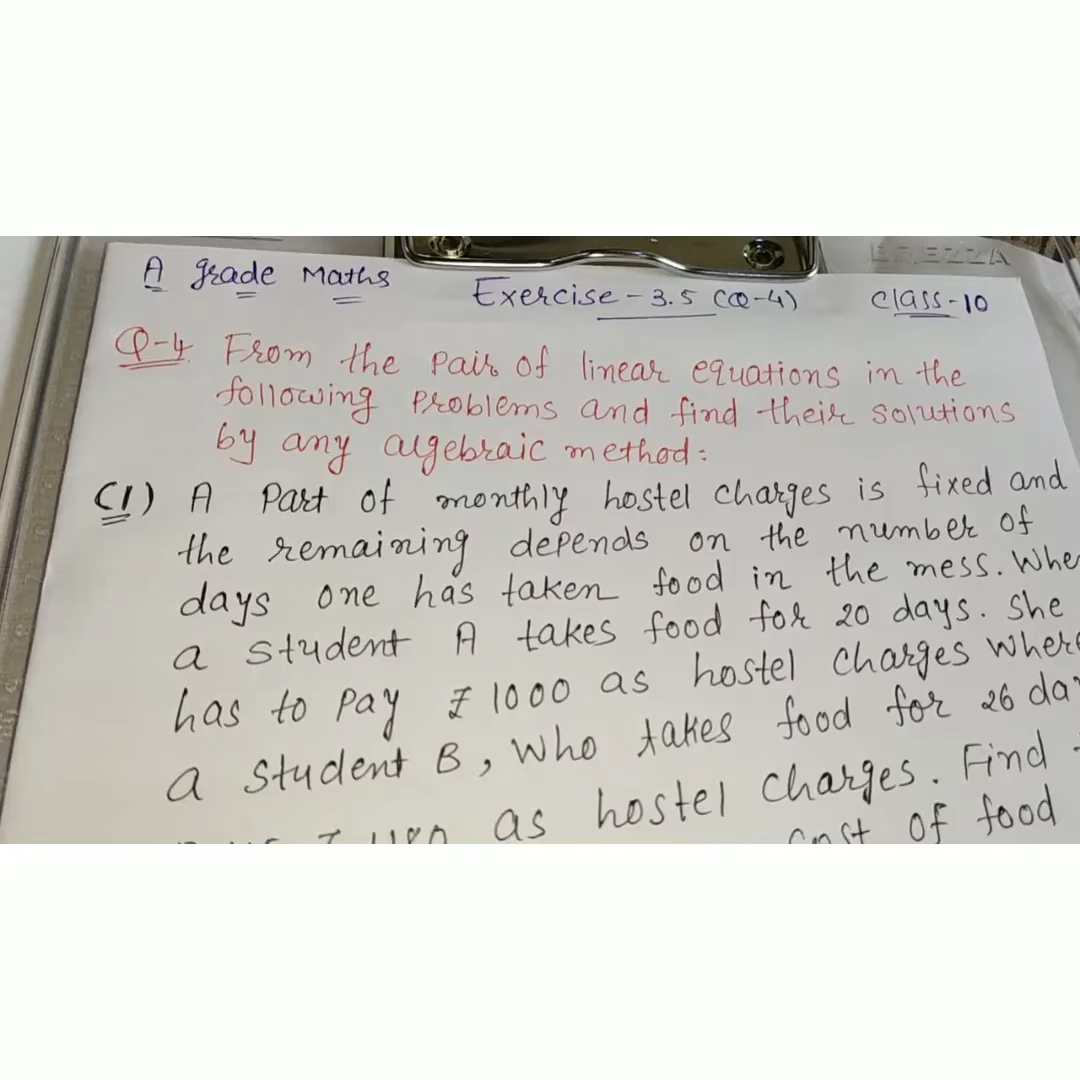 A grade Maths
Exercise - 3.5 (Q-4)
Class-10
Q-4 From the pair of linear equations in the
following problems and find their solutions
by any algebraic method:
(1) A part of monthly hostel charges is fixed and
the remaining depends on the number of
days one has taken food in the mess. Whe
a student A takes food for 20 days. She
has to pay ₹ 1000 as hostel charges where
a student B, who takes food for 26 da
as hostel charges. Find
cost of food